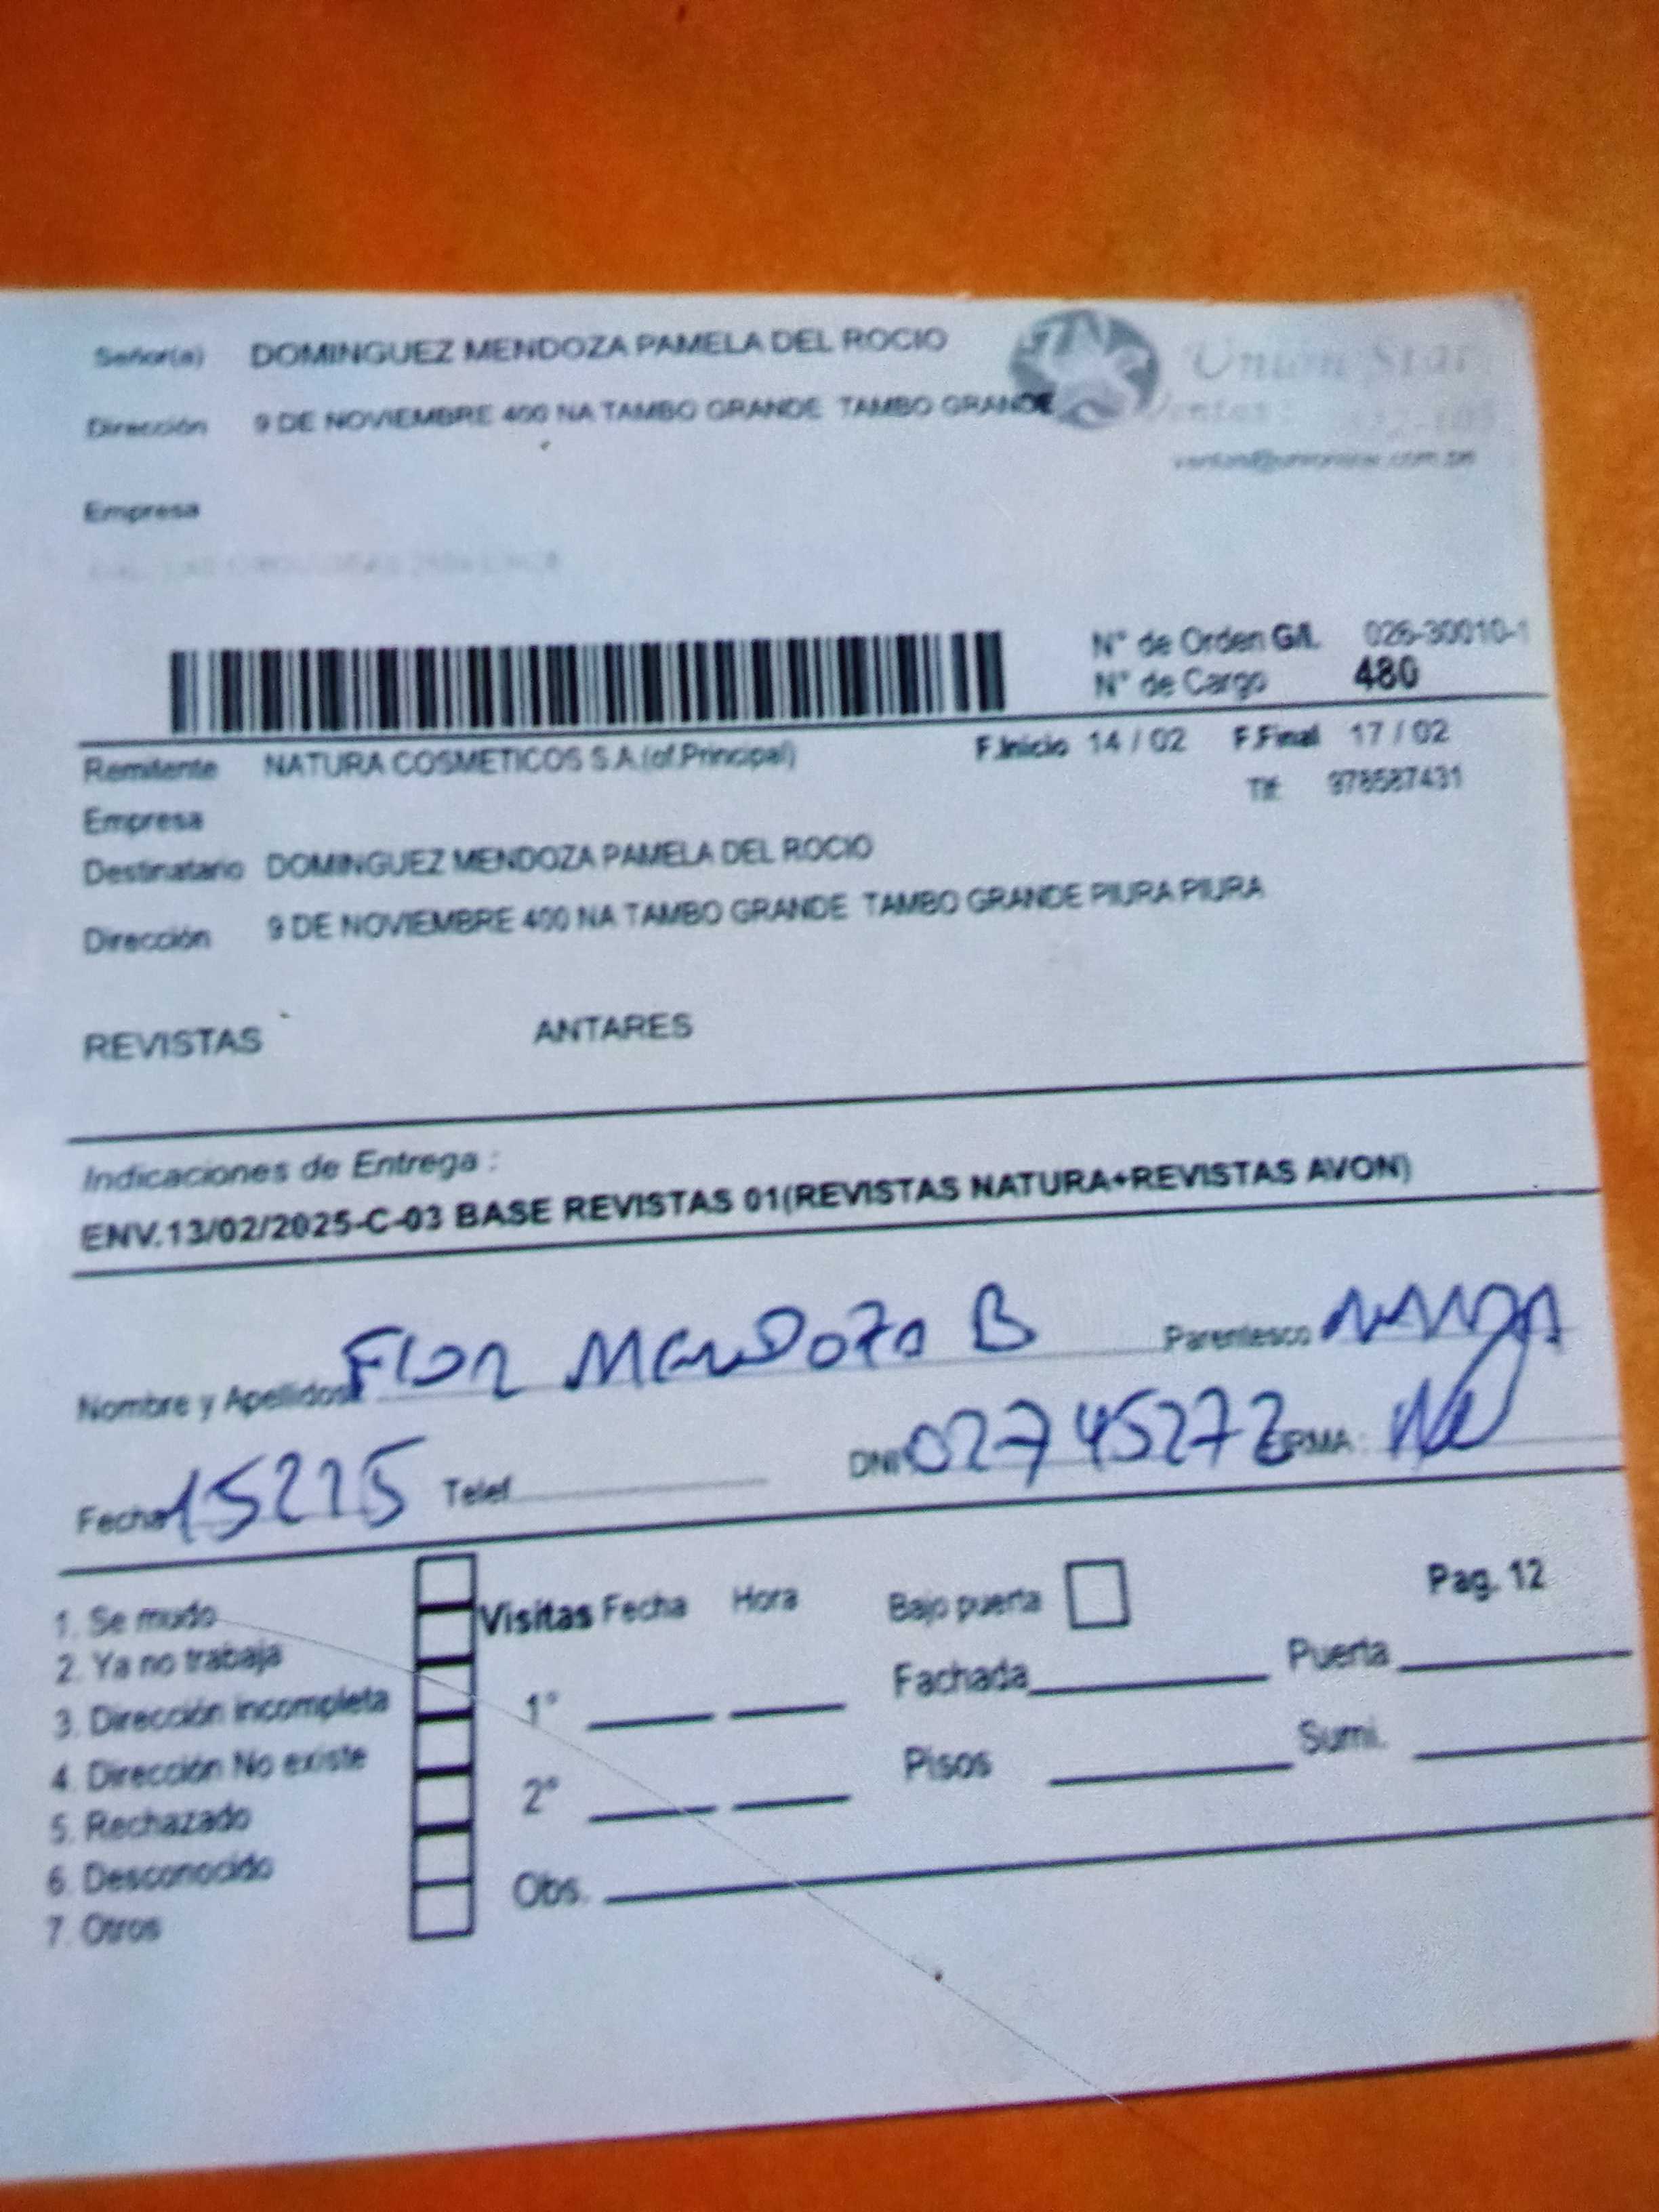 Señor(a) DOMINGUEZ MENDOZA PAMELA DEL ROCIO
Union Star
Dirección 9 DE NOVIEMBRE 400 NA TAMBO GRANDE TAMBO GRANDE
Empresa
N° de Orden G/L 026-30010-1
N° de Cargo 480
Remitente NATURA COSMETICOS S.A.(of.Principal) F.Inicio 14 / 02 F.Final 17 / 02
Empresa Tlf: 978587431
Destinatario DOMINGUEZ MENDOZA PAMELA DEL ROCIO
Dirección 9 DE NOVIEMBRE 400 NA TAMBO GRANDE TAMBO GRANDE PIURA PIURA
REVISTAS ANTARES
Indicaciones de Entrega :
ENV.13/02/2025-C-03 BASE REVISTAS 01(REVISTAS NATURA+REVISTAS AVON)
Nombre y Apellidos Flor Mendoza B Parentesco
Fecha 15225 Telef. DNI 02745272 FIRMA :
1. Se mudo
2. Ya no trabaja
3. Dirección incompleta
4. Dirección No existe
5. Rechazado
6. Desconocido
7. Otros
Visitas Fecha Hora
1°
2°
Obs.
Bajo puerta Pag. 12
Fachada Puerta
Pisos Sumi.